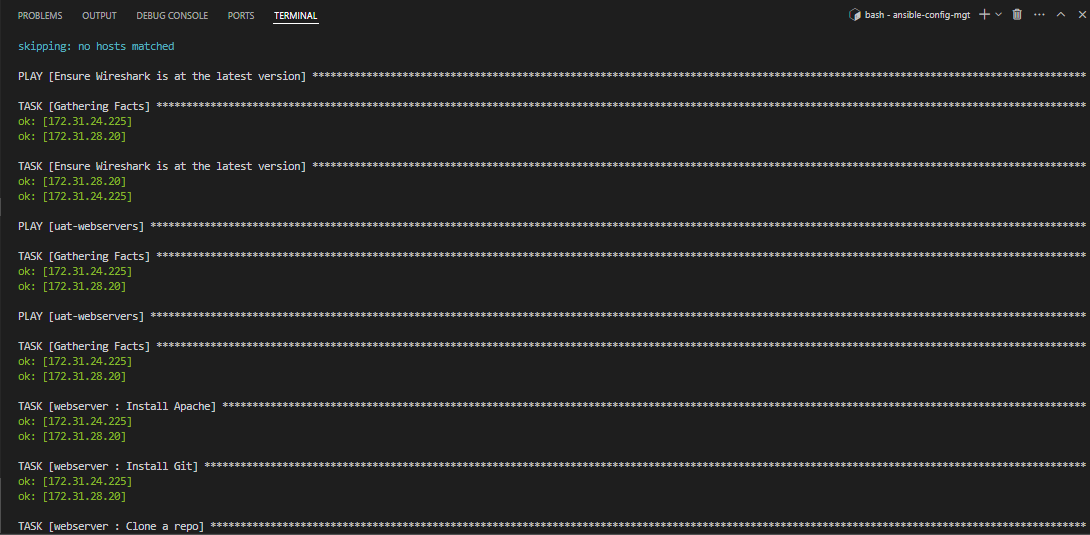 PROBLEMS OUTPUT DEBUG CONSOLE PORTS TERMINAL bash - ansible-config-mgt
skipping: no hosts matched
PLAY [Ensure Wireshark is at the latest version] *********************************************************************************************************************************
TASK [Gathering Facts] ***********************************************************************************************************************************************************
ok: [172.31.24.225]
ok: [172.31.28.20]
TASK [Ensure Wireshark is at the latest version] *********************************************************************************************************************************
ok: [172.31.28.20]
ok: [172.31.24.225]
PLAY [uat-webservers] ************************************************************************************************************************************************************
TASK [Gathering Facts] ***********************************************************************************************************************************************************
ok: [172.31.24.225]
ok: [172.31.28.20]
PLAY [uat-webservers] ************************************************************************************************************************************************************
TASK [Gathering Facts] ***********************************************************************************************************************************************************
ok: [172.31.24.225]
ok: [172.31.28.20]
TASK [webserver : Install Apache] ************************************************************************************************************************************************
ok: [172.31.24.225]
ok: [172.31.28.20]
TASK [webserver : Install Git] ***************************************************************************************************************************************************
ok: [172.31.24.225]
ok: [172.31.28.20]
TASK [webserver : Clone a repo] **************************************************************************************************************************************************